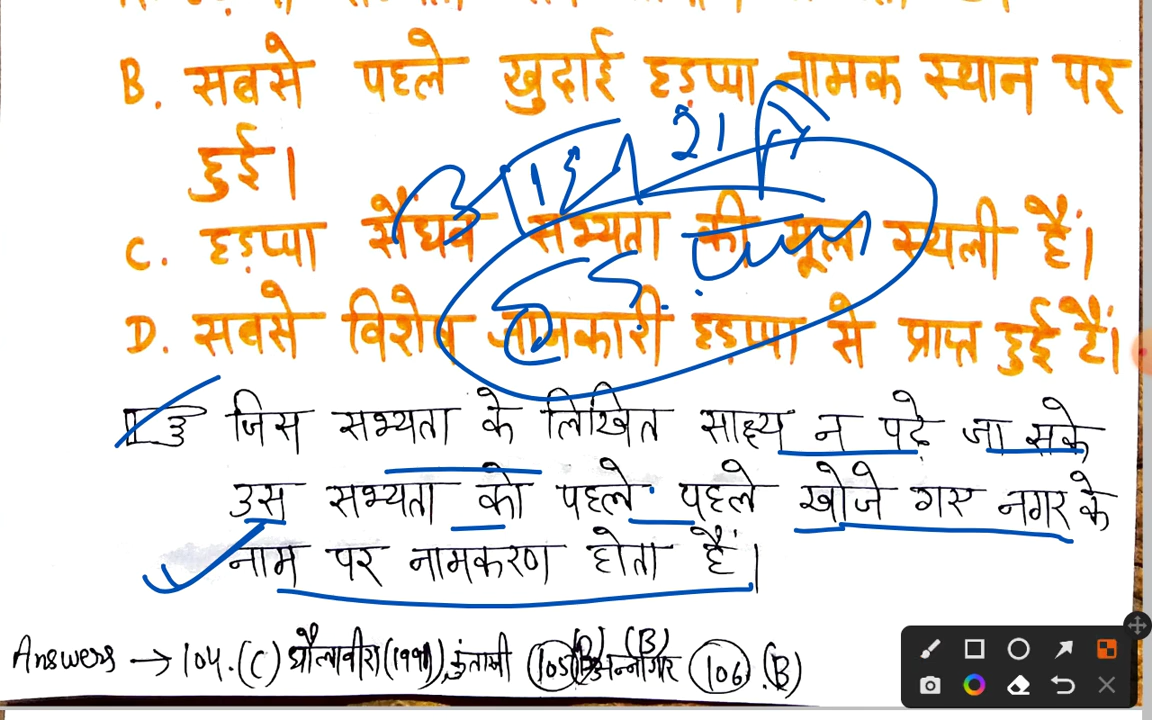 B. सबसे पहले खुदाई हड़प्पा नामक स्थान पर
हुई।
C. हड़प्पा सैंधव सभ्यता की मूल स्थली हैं।
D. सबसे विशेष जानकारी हड़प्पा से प्राप्त हुई हैं।
जिस सभ्यता के लिखित साक्ष्य न पढ़े जा सके
उस सभ्यता को पहले पहले खोजे गए नगर के
नाम पर नामकरण होता हैं।
Answers → 104. (C) धौलावीरा (1991), कुंतासी (105) (B) (106). (B)